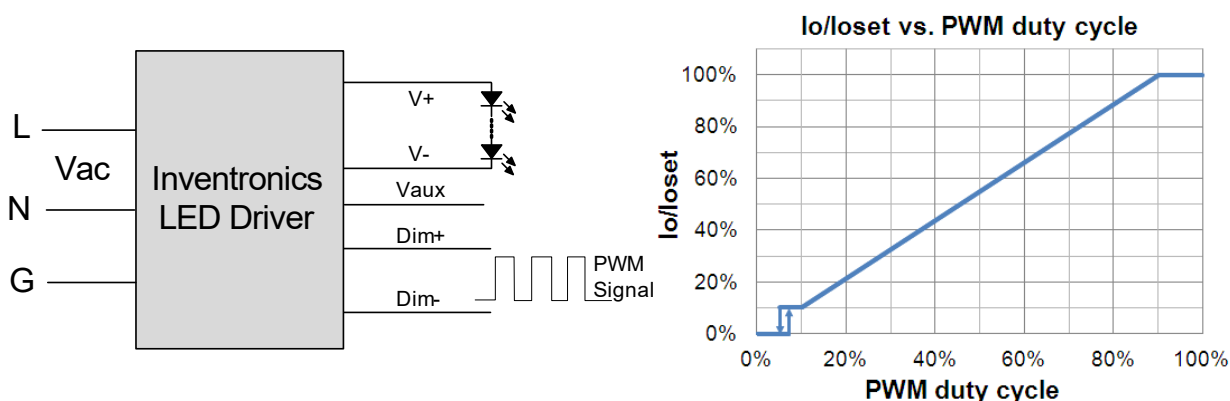 L
Vac
N
G
Inventronics
LED Driver
V+
V-
Vaux
Dim+
Dim-
PWM
Signal
Io/Ioset vs. PWM duty cycle
Io/Ioset
100%
80%
60%
40%
20%
0%
0%
20%
40%
60%
80%
100%
PWM duty cycle